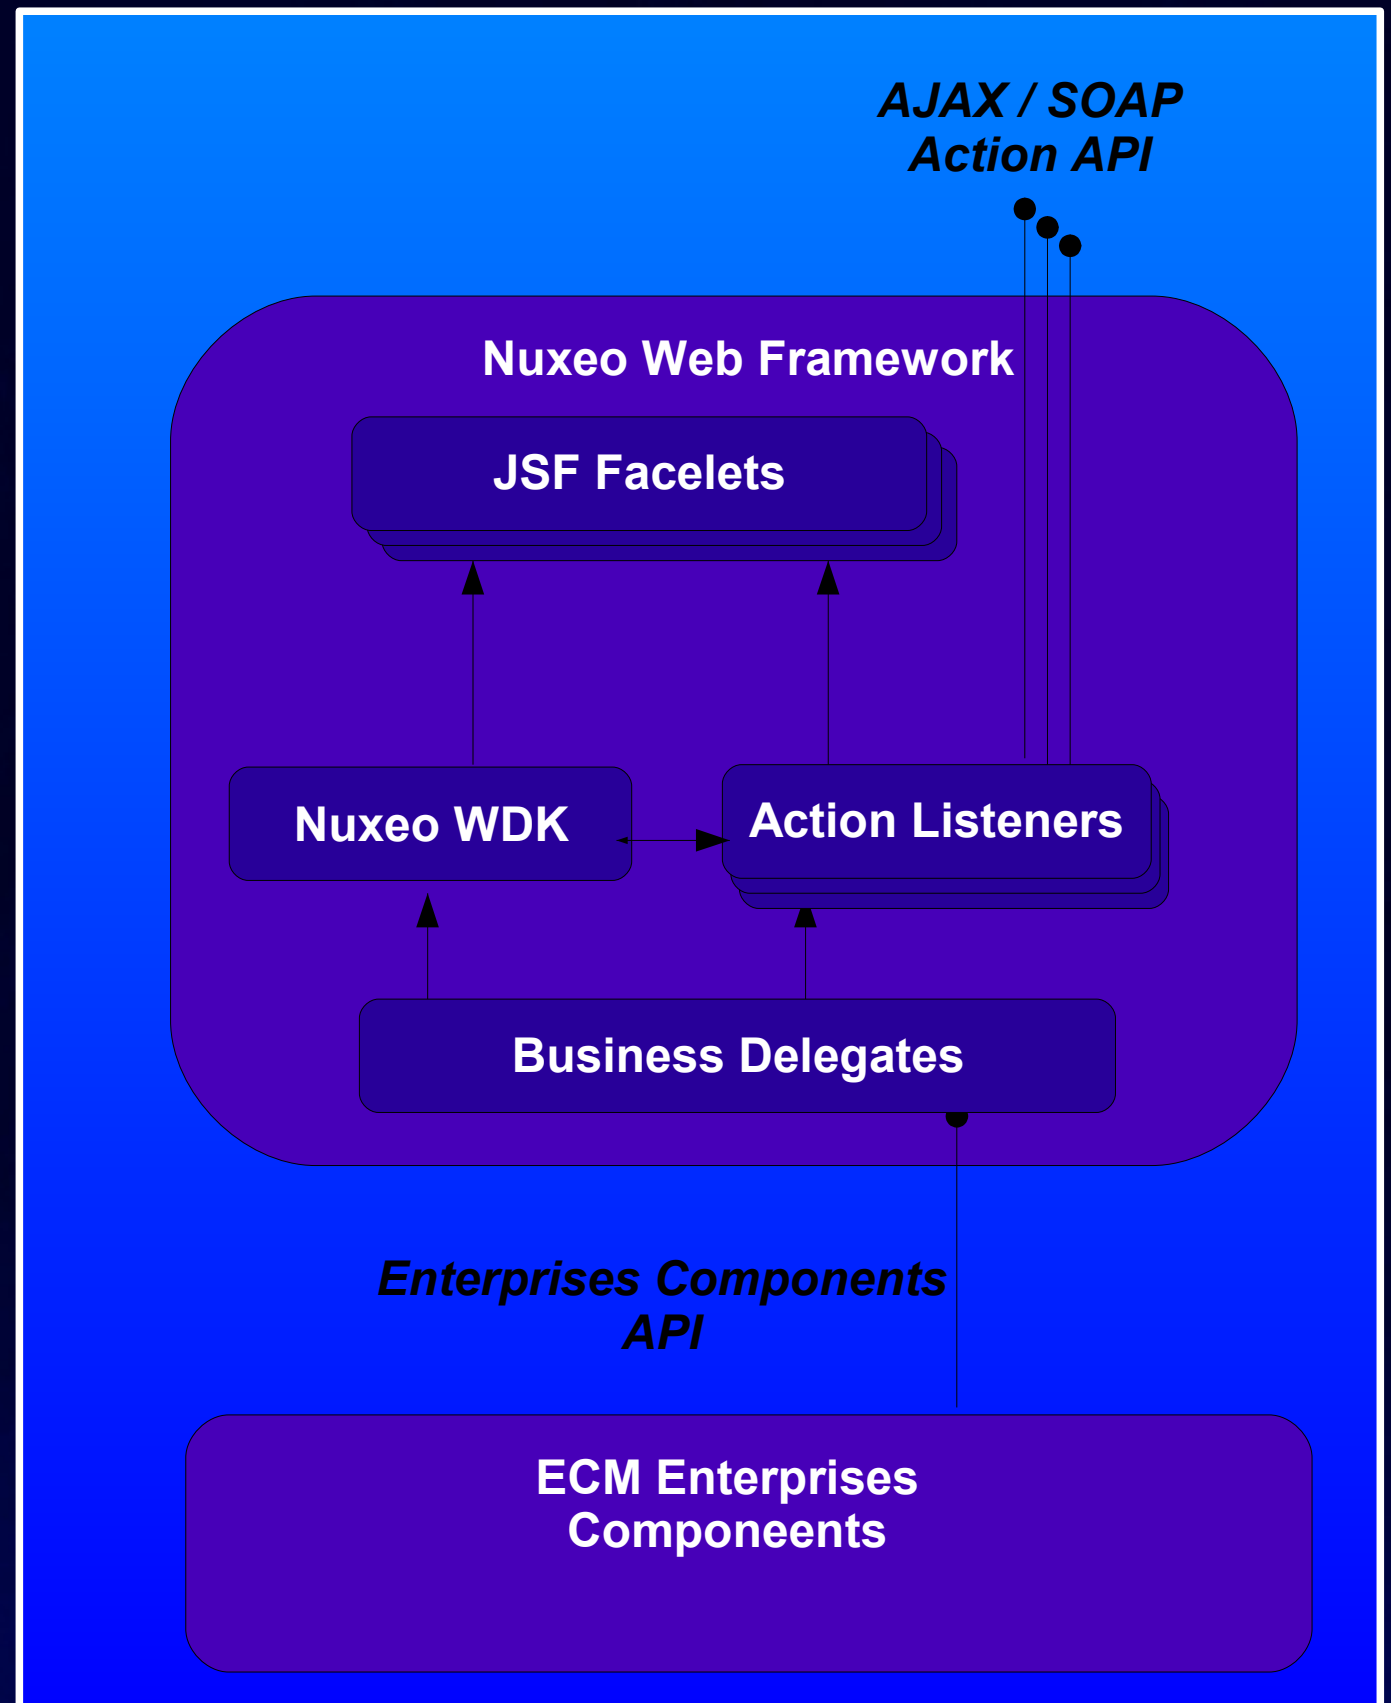 AJAX / SOAP
Action API
Nuxeo Web Framework
JSF Facelets
Nuxeo WDK
Action Listeners
Business Delegates
Enterprises Components
API
ECM Enterprises
Componeents